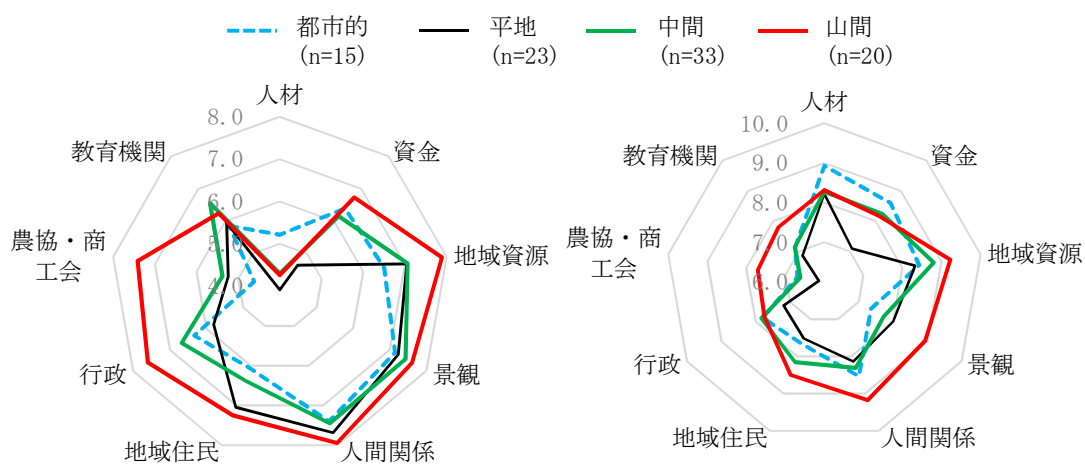 都市的 平地 中間 山間
(n=15) (n=23) (n=33) (n=20)
人材
8.0
7.0
6.0
5.0
4.0
資金
地域資源
景観
人間関係
地域住民
行政
農協・商
工会
教育機関
人材
10.0
9.0
8.0
7.0
6.0
資金
地域資源
景観
人間関係
地域住民
行政
農協・商
工会
教育機関